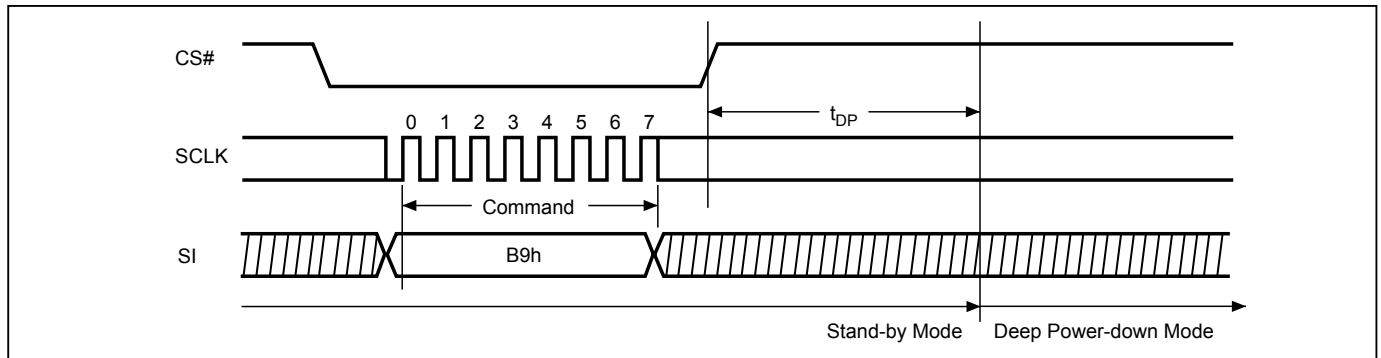 CS#
0 1 2 3 4 5 6 7
tDP
SCLK
Command
SI
B9h
Stand-by Mode Deep Power-down Mode